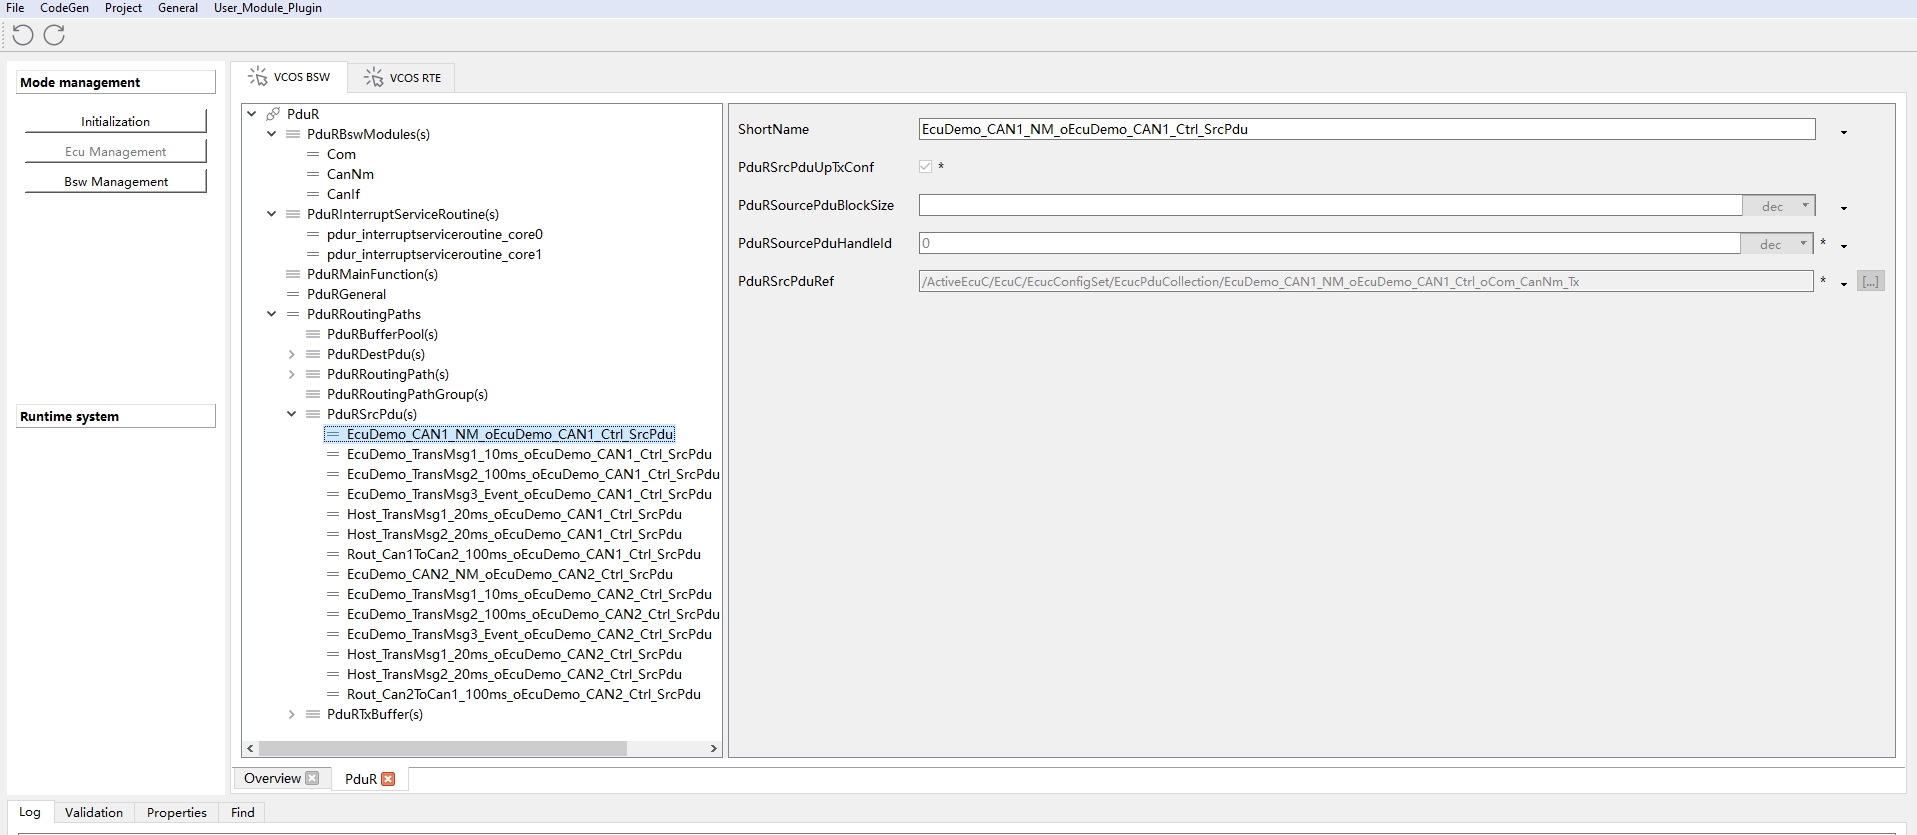 File CodeGen Project General User_Module_Plugin
Mode management
Initialization
Ecu Management
Bsw Management
Runtime system
VCOS BSW VCOS RTE
PduR
PduRBswModules(s)
Com
CanNm
CanIf
PduRInterruptServiceRoutine(s)
pdur_interruptserviceroutine_core0
pdur_interruptserviceroutine_core1
PduRMainFunction(s)
PduRGeneral
PduRRoutingPaths
PduRBufferPool(s)
PduRDestPdu(s)
PduRRoutingPath(s)
PduRRoutingPathGroup(s)
PduRSrcPdu(s)
EcuDemo_CAN1_NM_oEcuDemo_CAN1_Ctrl_SrcPdu
EcuDemo_TransMsg1_10ms_oEcuDemo_CAN1_Ctrl_SrcPdu
EcuDemo_TransMsg2_100ms_oEcuDemo_CAN1_Ctrl_SrcPdu
EcuDemo_TransMsg3_Event_oEcuDemo_CAN1_Ctrl_SrcPdu
Host_TransMsg1_20ms_oEcuDemo_CAN1_Ctrl_SrcPdu
Host_TransMsg2_20ms_oEcuDemo_CAN1_Ctrl_SrcPdu
Rout_Can1ToCan2_100ms_oEcuDemo_CAN1_Ctrl_SrcPdu
EcuDemo_CAN2_NM_oEcuDemo_CAN2_Ctrl_SrcPdu
EcuDemo_TransMsg1_10ms_oEcuDemo_CAN2_Ctrl_SrcPdu
EcuDemo_TransMsg2_100ms_oEcuDemo_CAN2_Ctrl_SrcPdu
EcuDemo_TransMsg3_Event_oEcuDemo_CAN2_Ctrl_SrcPdu
Host_TransMsg1_20ms_oEcuDemo_CAN2_Ctrl_SrcPdu
Host_TransMsg2_20ms_oEcuDemo_CAN2_Ctrl_SrcPdu
Rout_Can2ToCan1_100ms_oEcuDemo_CAN2_Ctrl_SrcPdu
PduRTxBuffer(s)
ShortName EcuDemo_CAN1_NM_oEcuDemo_CAN1_Ctrl_SrcPdu
PduRSrcPduUpTxConf *
PduRSourcePduBlockSize dec
PduRSourcePduHandleId 0 dec *
PduRSrcPduRef /ActiveEcuC/EcuC/EcucConfigSet/EcucPduCollection/EcuDemo_CAN1_NM_oEcuDemo_CAN1_Ctrl_oCom_CanNm_Tx * [...]
Overview PduR
Log Validation Properties Find